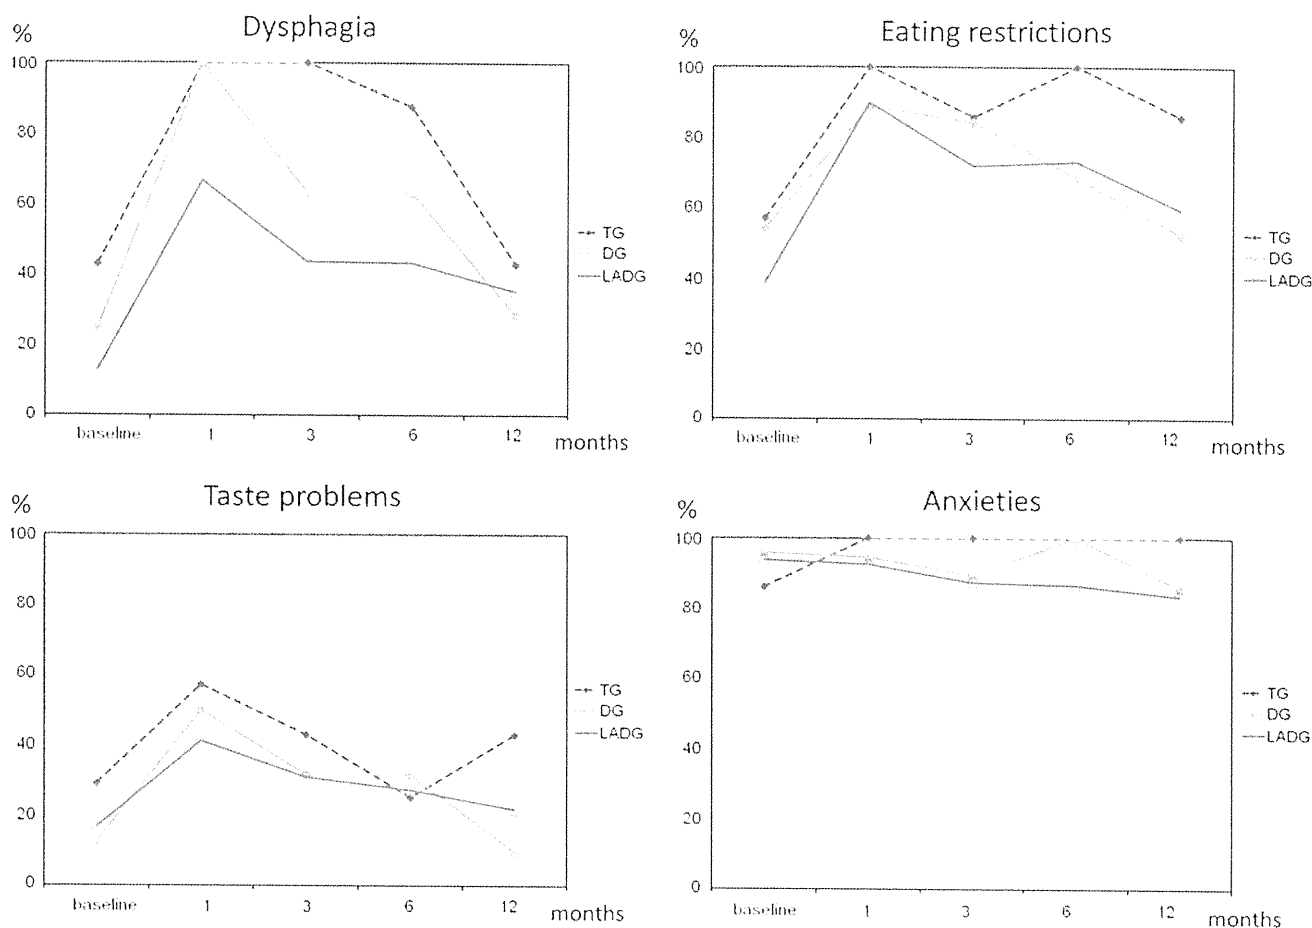 Dysphagia
%
100
80
60
40
20
0
baseline 1 3 6 12 months
TG
DG
LADG
Eating restrictions
%
100
80
60
40
20
0
baseline 1 3 6 12 months
TG
DG
LADG
Taste problems
%
100
80
60
40
20
0
baseline 1 3 6 12 months
TG
DG
LADG
Anxieties
%
100
80
60
40
20
0
baseline 1 3 6 12 months
TG
DG
LADG